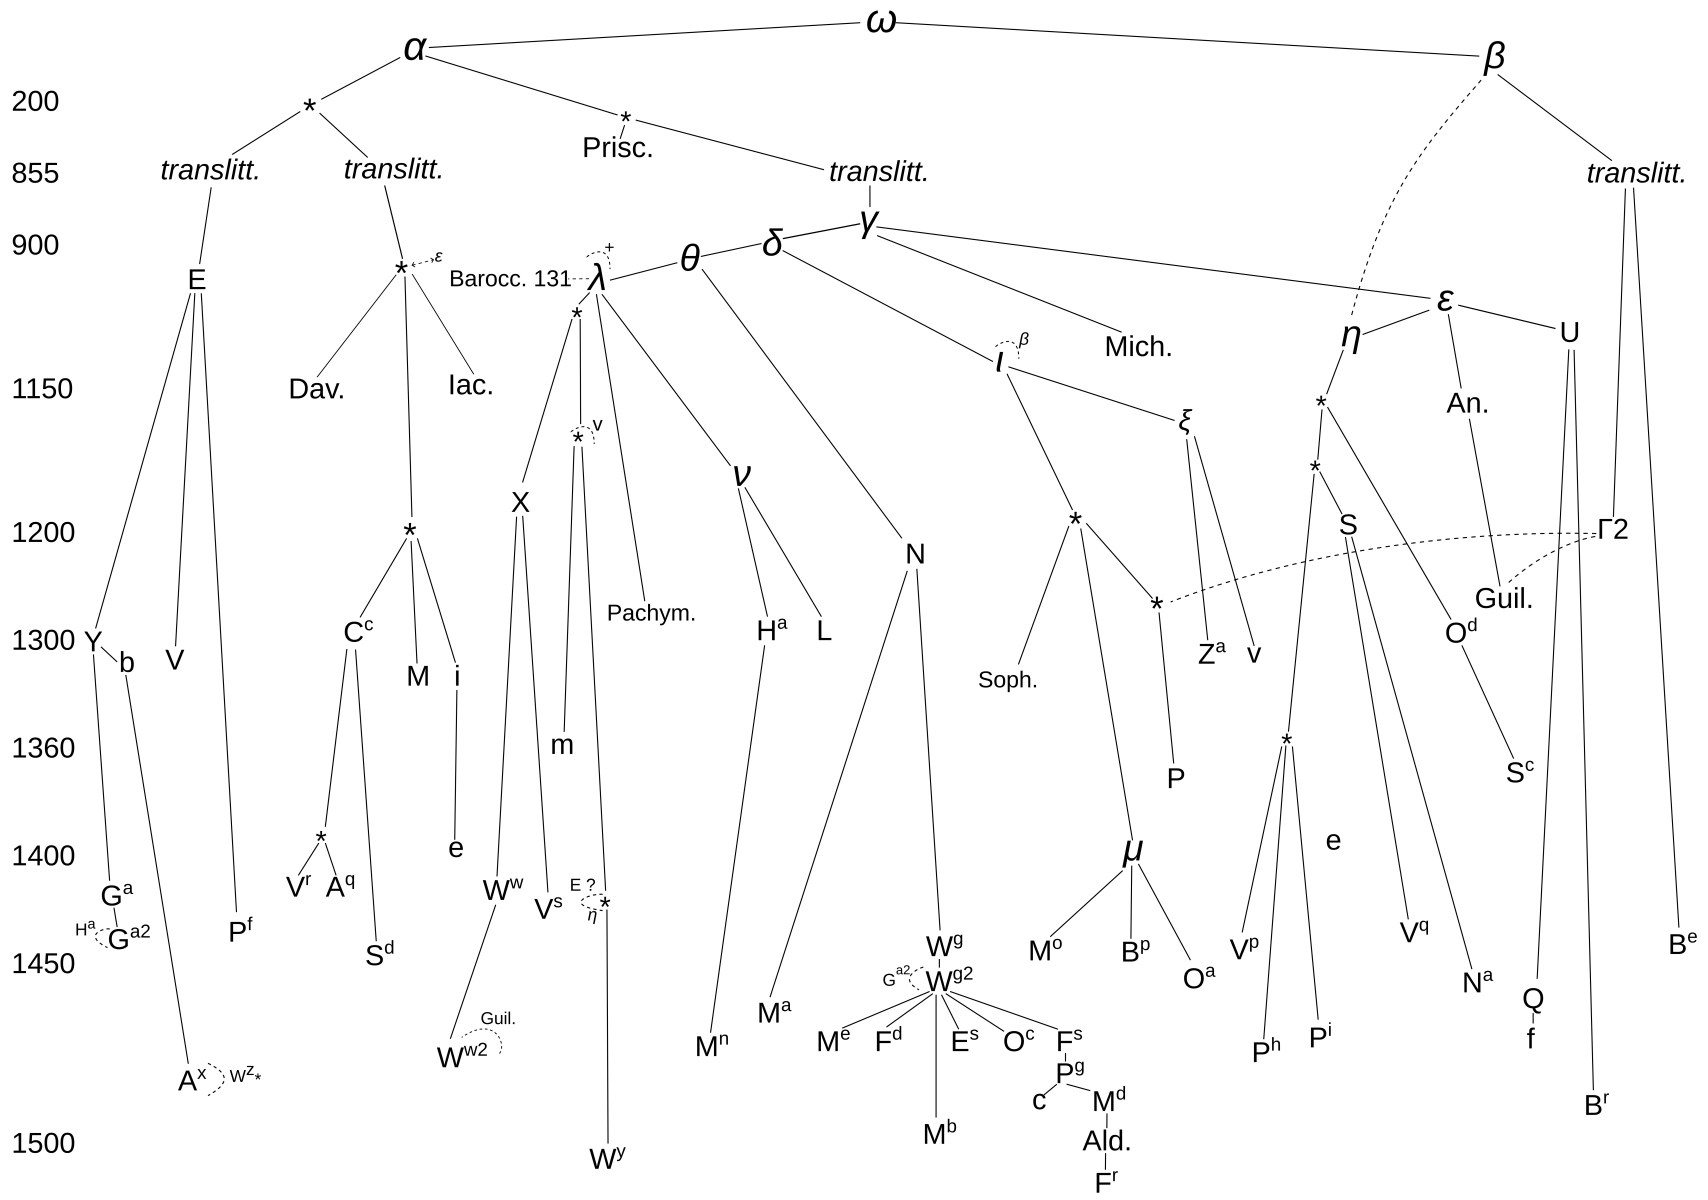 ω
α
β
200
*
*
Prisc.
855
translitt.
translitt.
translitt.
translitt.
γ
900
δ
θ
*
ε
+
Barocc. 131
λ
E
*
ε
η
U
Mich.
β
ι
1150
Dav.
Iac.
*
An.
ξ
*
v
*
ν
X
1200
*
*
S
Γ2
N
Guil.
*
Pachym.
1300
Y
b
V
Cc
M
i
Ha
L
Za
v
Od
Soph.
1360
m
*
P
Sc
1400
*
e
μ
e
Vr
Aq
Ga
Ww
Vs
E ?
*
η
Ha
Ga2
Pf
Sd
Wg
Mo
Bp
Vp
Vq
Be
1450
Ga2
Wg2
Oa
Na
Q
Ma
Guil.
Ww2
Mn
Me
Fd
Es
Oc
Fs
Ph
Pi
f
Ax
Wz*
Pg
c
Md
Br
1500
Mb
Ald.
Wy
Fr